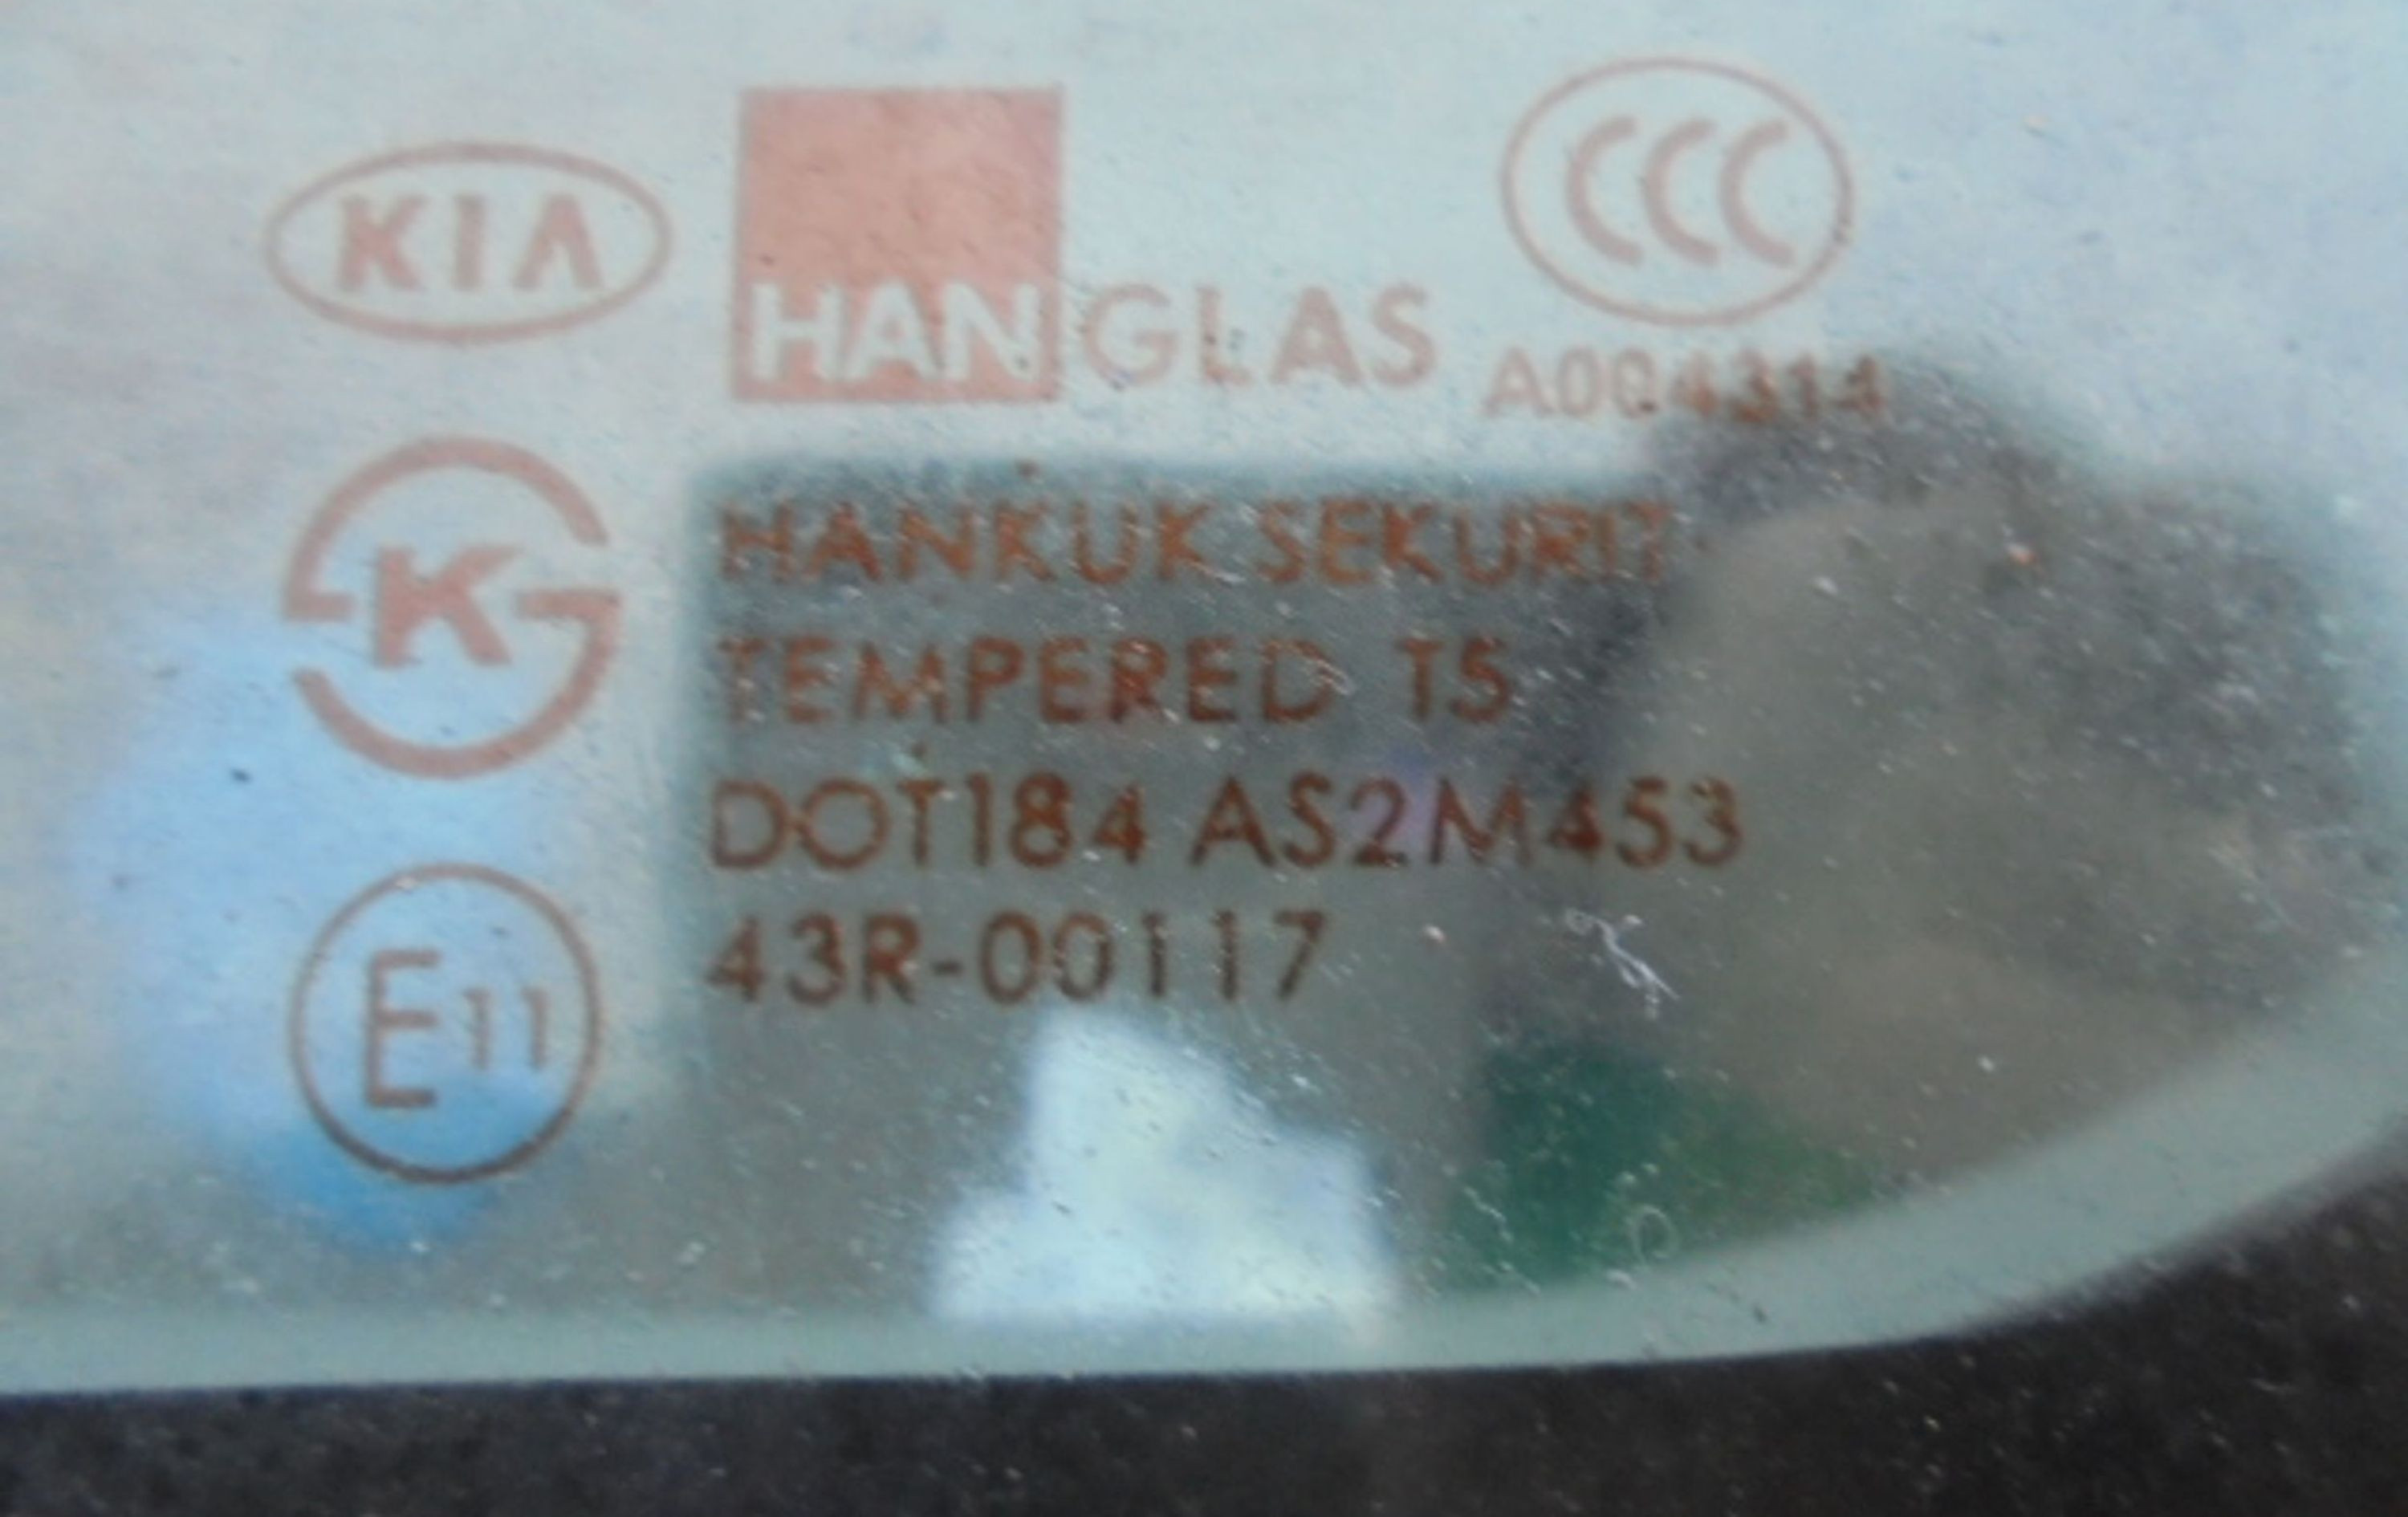 KIA
HANGLAS
CCC
A004314
K
HANKUK SEKURIT
TEMPERED T5
DOT184 AS2M453
43R-00117
E11